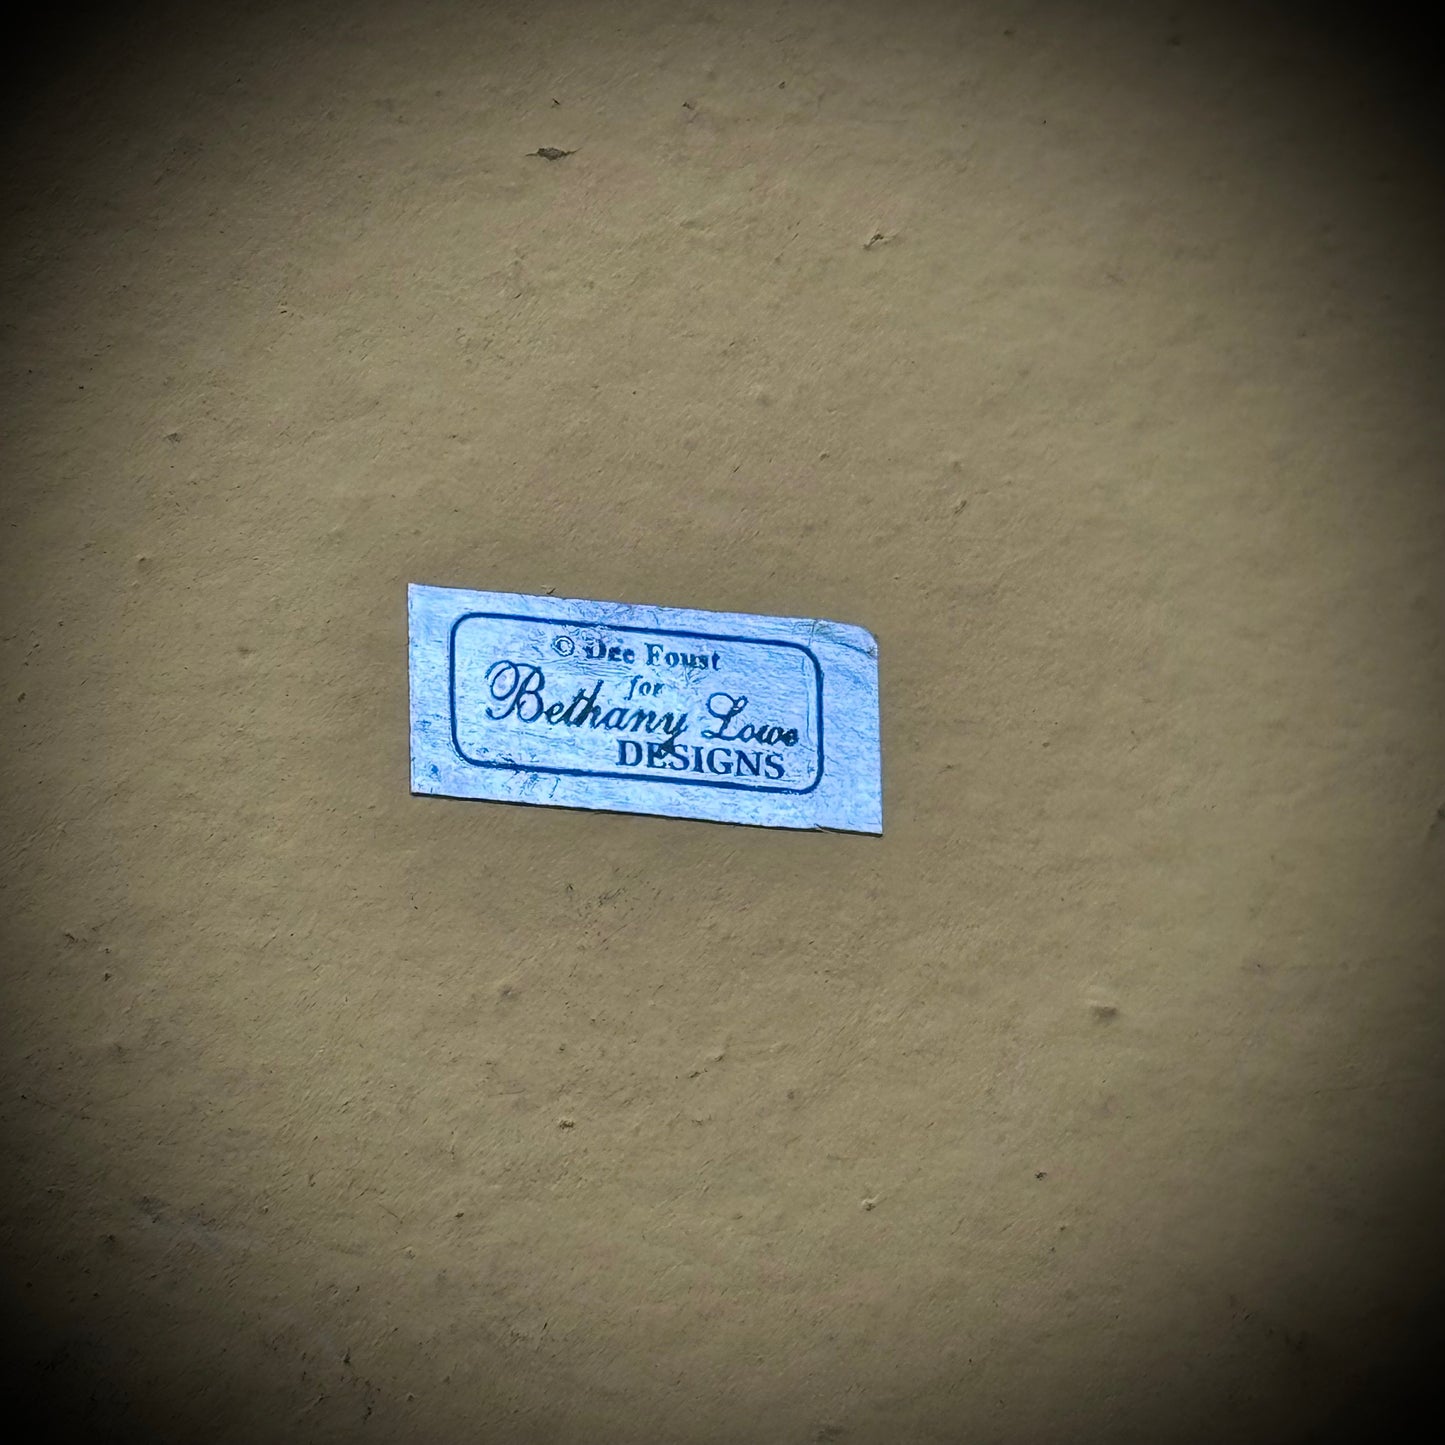 © Dee Foust
for
Bethany Lowe
DESIGNS